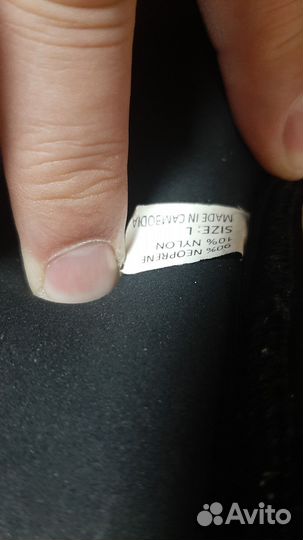 90% NEOPRENE
10% NYLON
SIZE: L
MADE IN CAMBODIA
Avito